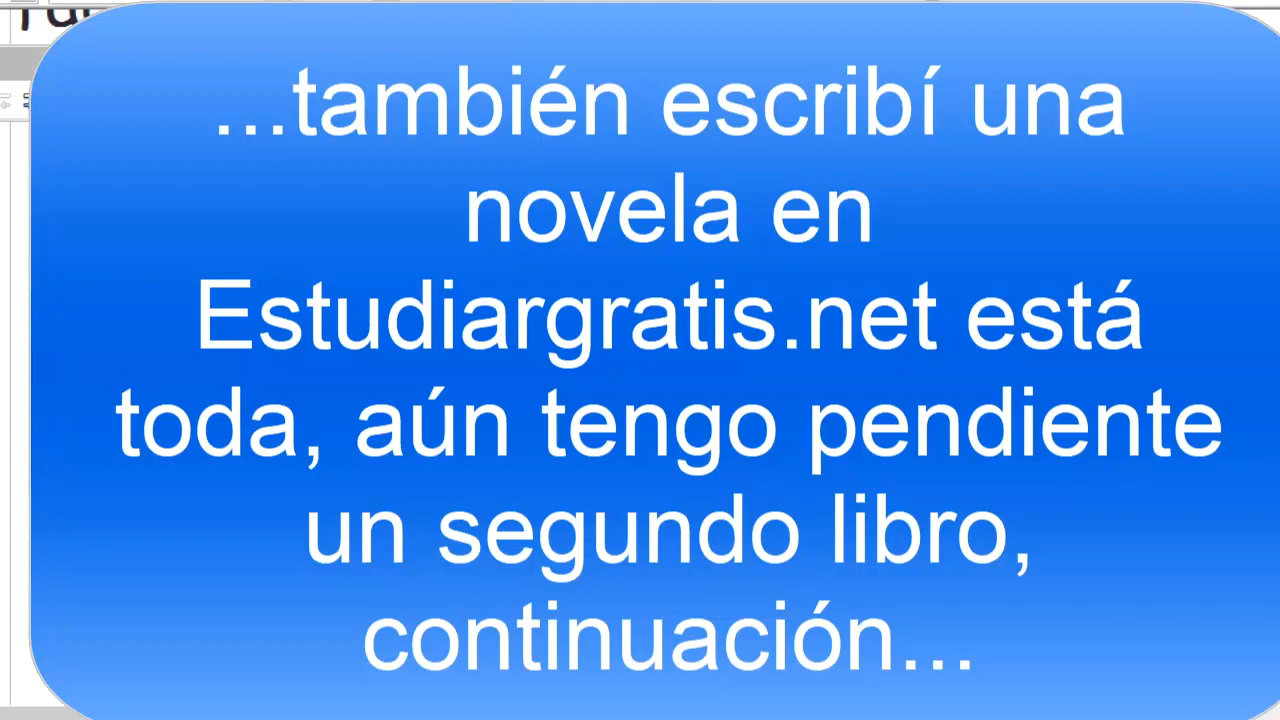 ...también escribí una
novela en
Estudiargratis.net está
toda, aún tengo pendiente
un segundo libro,
continuación...